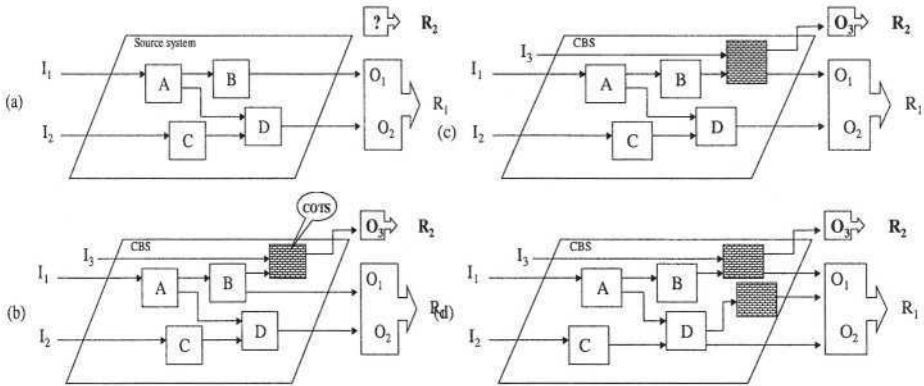 (a)
Source system
?
R2
I1
A
B
O1
R1
I2
C
D
O2
(c)
CBS
O3
R2
I3
I1
A
B
O1
R1
I2
C
D
O2
(b)
COTS
CBS
O3
R2
I3
I1
A
B
O1
I2
C
D
O2
(d)
CBS
O3
R2
I3
I1
A
B
O1
R1
I2
C
D
O2